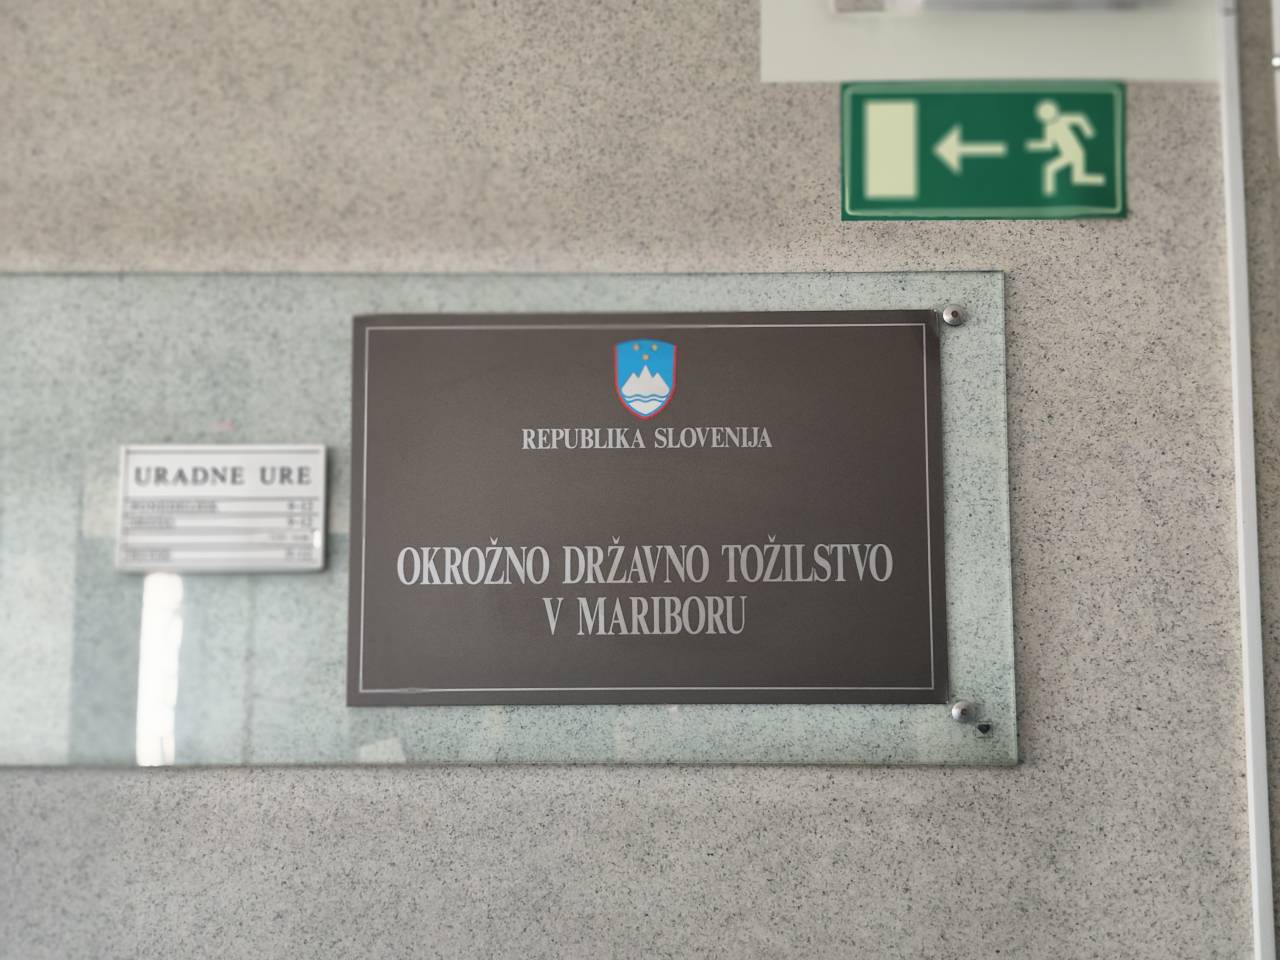 REPUBLIKA SLOVENIJA
OKROŽNO DRŽAVNO TOŽILSTVO
V MARIBORU
URADNE URE